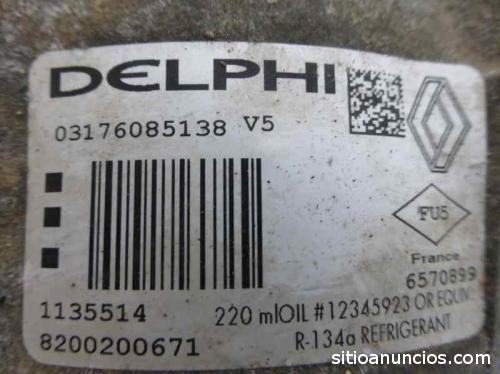 DELPHI
03176085138 V5
FU5
France
6570899
1135514
220 mlOIL #12345923 OR EQUIV.
8200200671
R-134a REFRIGERANT
sitioanuncios.com